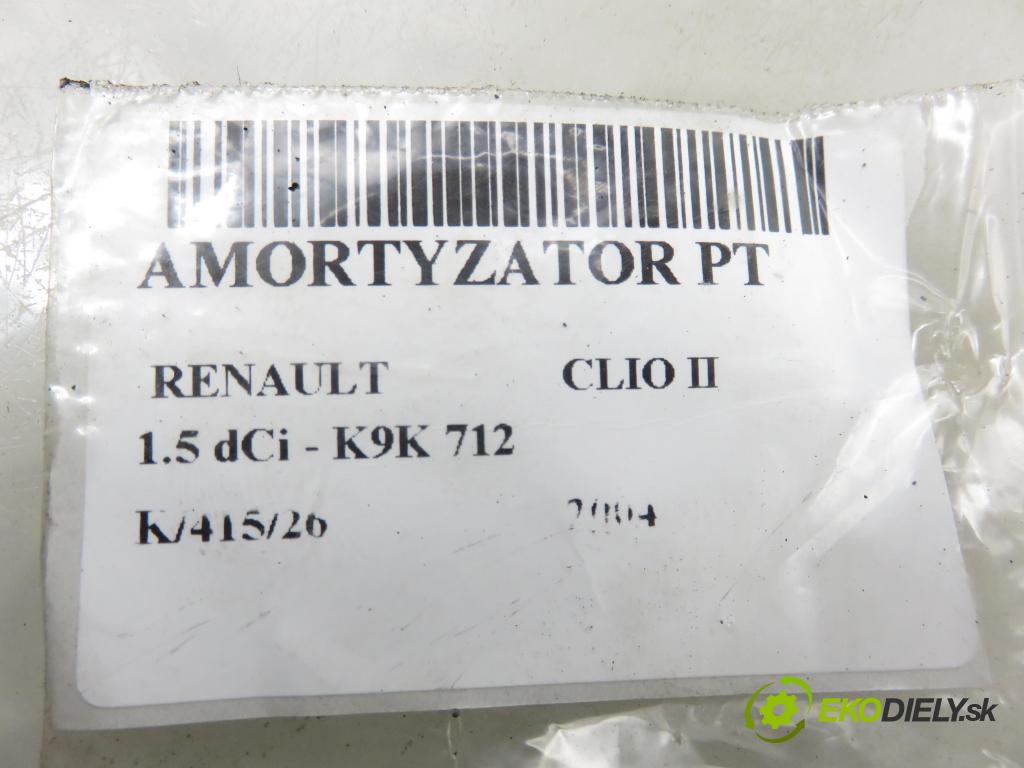 AMORTYZATOR PT
RENAULT CLIO II
1.5 dCi - K9K 712
K/415/26 2004
EKODIELY.sk